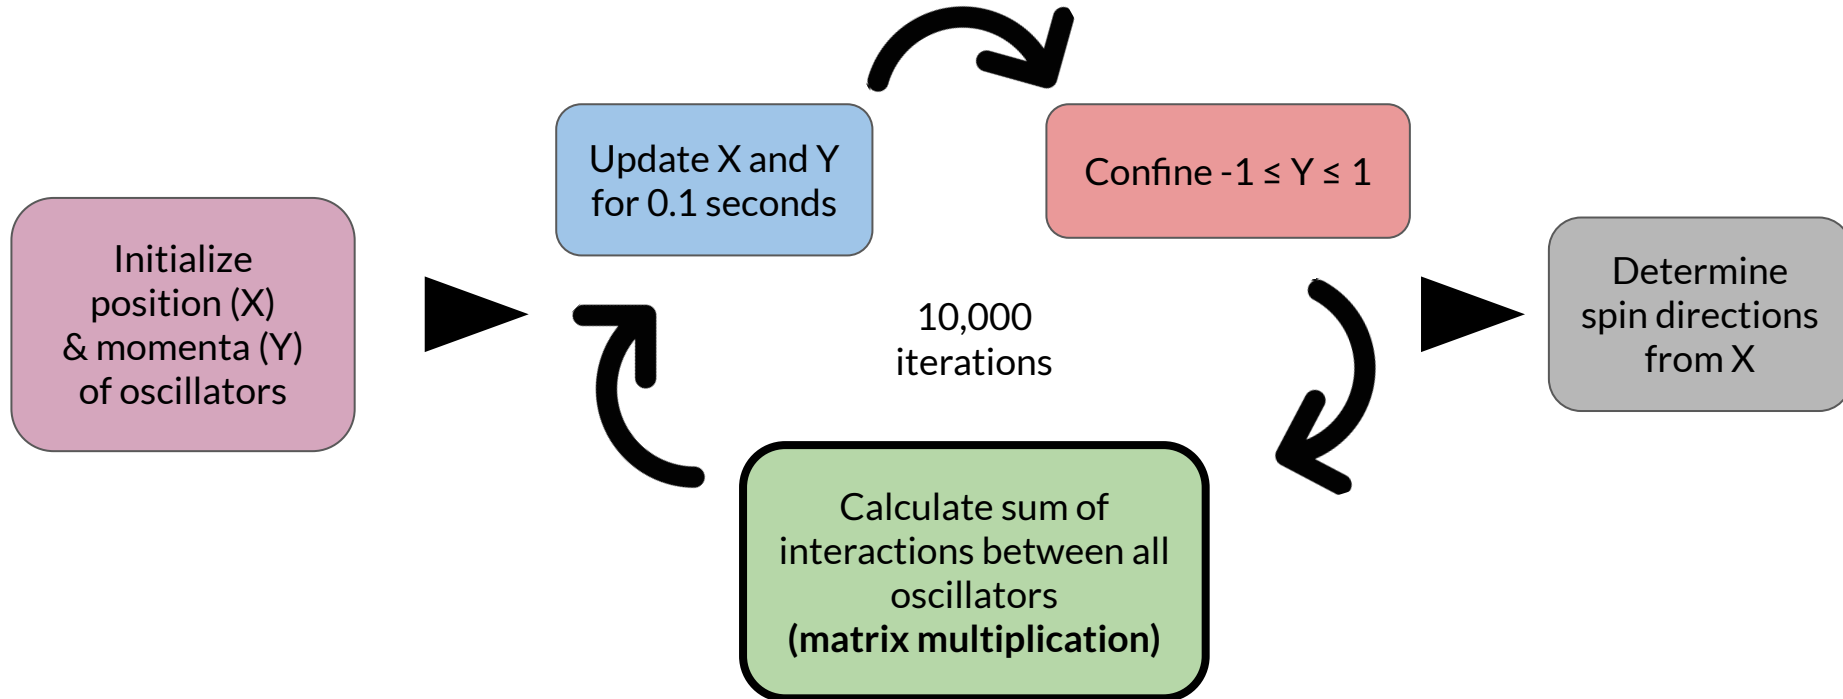 Initialize
position (X)
& momenta (Y)
of oscillators
Update X and Y
for 0.1 seconds
Confine -1 ≤ Y ≤ 1
10,000
iterations
Calculate sum of
interactions between all
oscillators
(matrix multiplication)
Determine
spin directions
from X